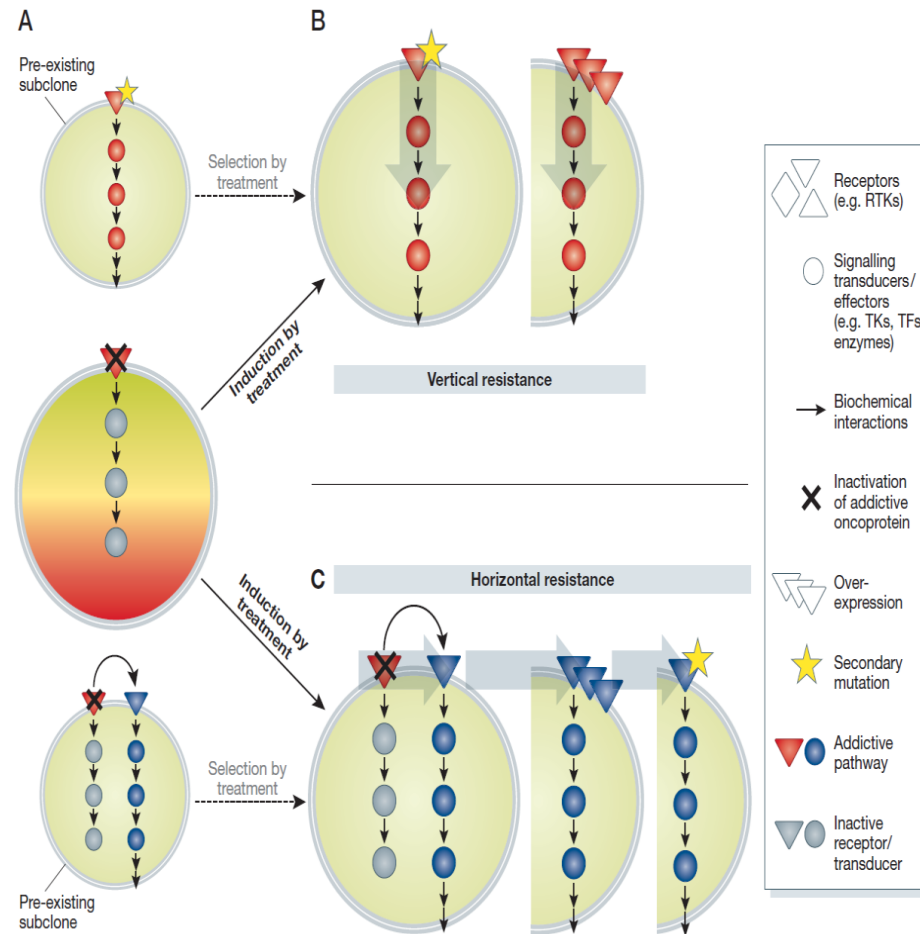 A
Pre-existing
subclone
Selection by
treatment
Induction by
treatment
Induction by
treatment
Selection by
treatment
Pre-existing
subclone
B
Vertical resistance
C
Horizontal resistance
Receptors
(e.g. RTKs)
Signalling
transducers/
effectors
(e.g. TKs, TFs
enzymes)
Biochemical
interactions
Inactivation
of addictive
oncoprotein
Over-
expression
Secondary
mutation
Addictive
pathway
Inactive
receptor/
transducer